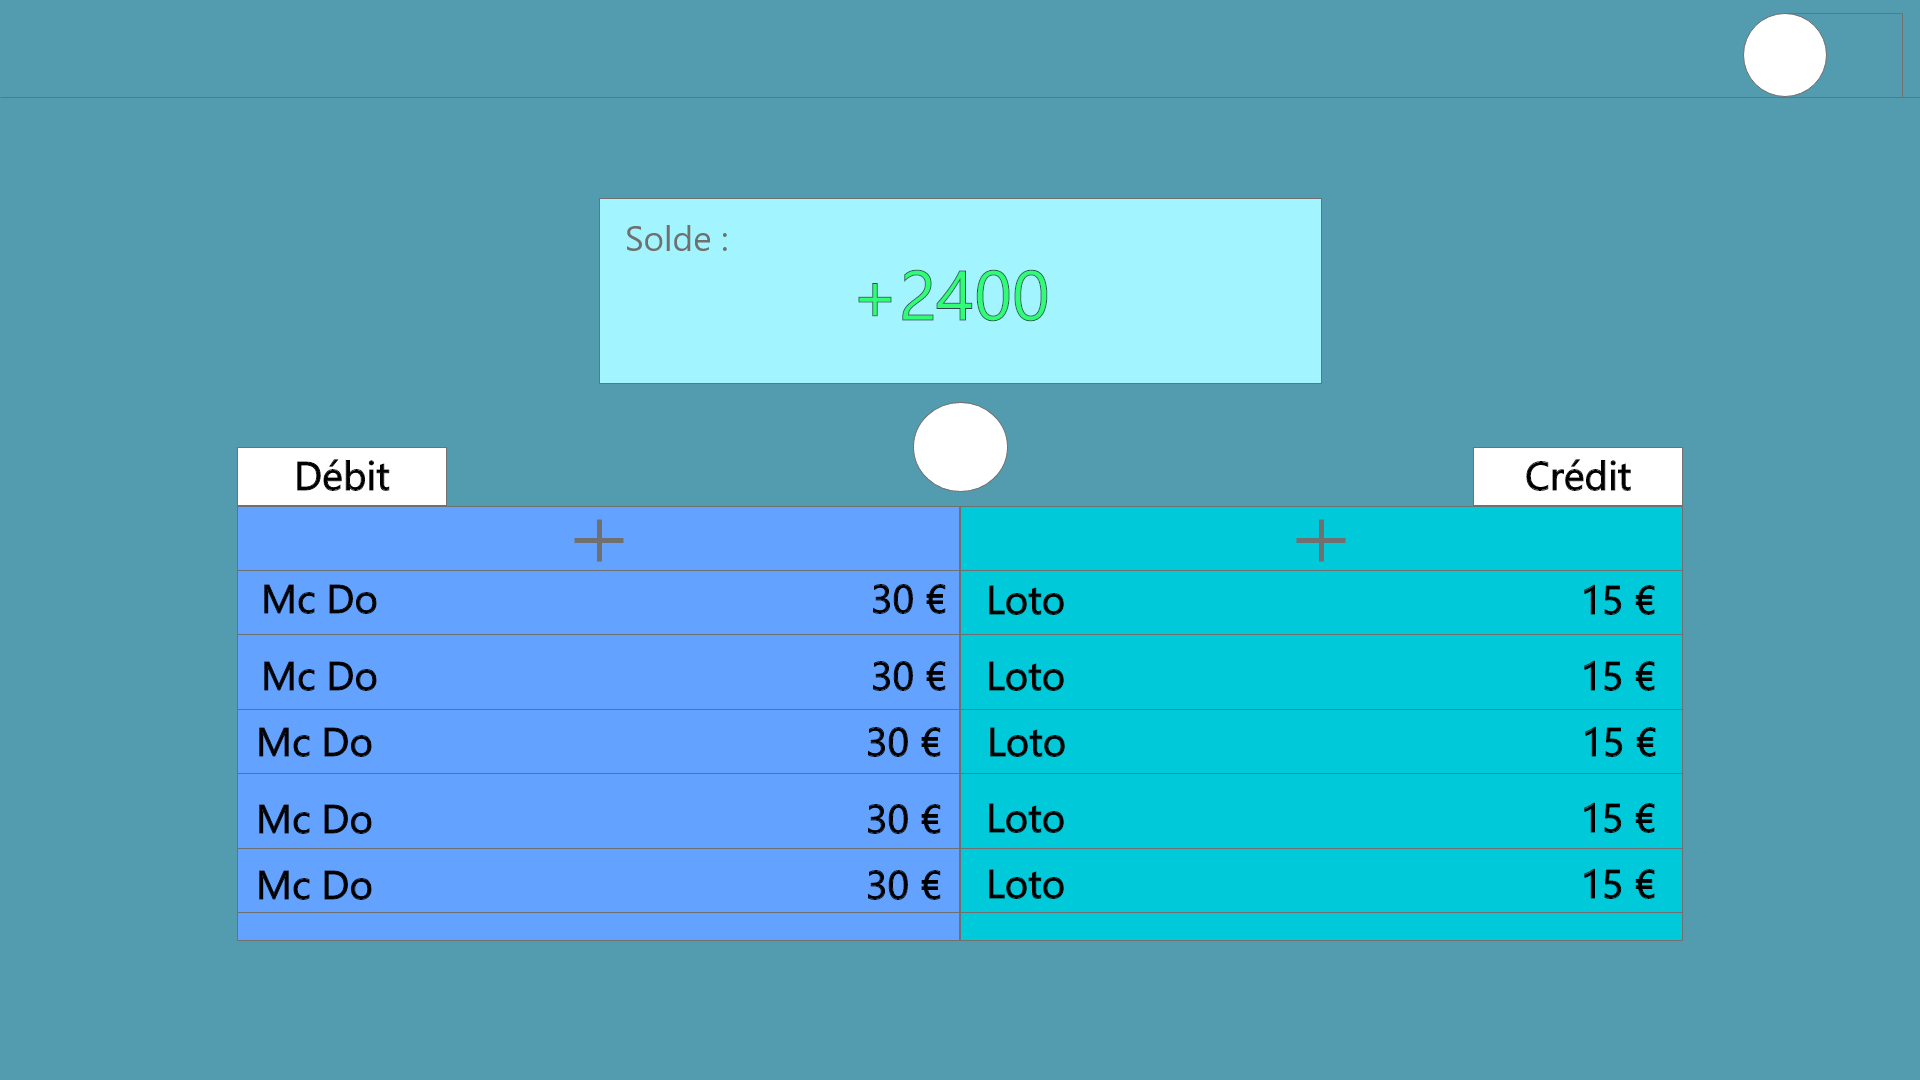 Solde :
+2400
Débit
Crédit
+ +
Mc Do 30 € Loto 15 €
Mc Do 30 € Loto 15 €
Mc Do 30 € Loto 15 €
Mc Do 30 € Loto 15 €
Mc Do 30 € Loto 15 €